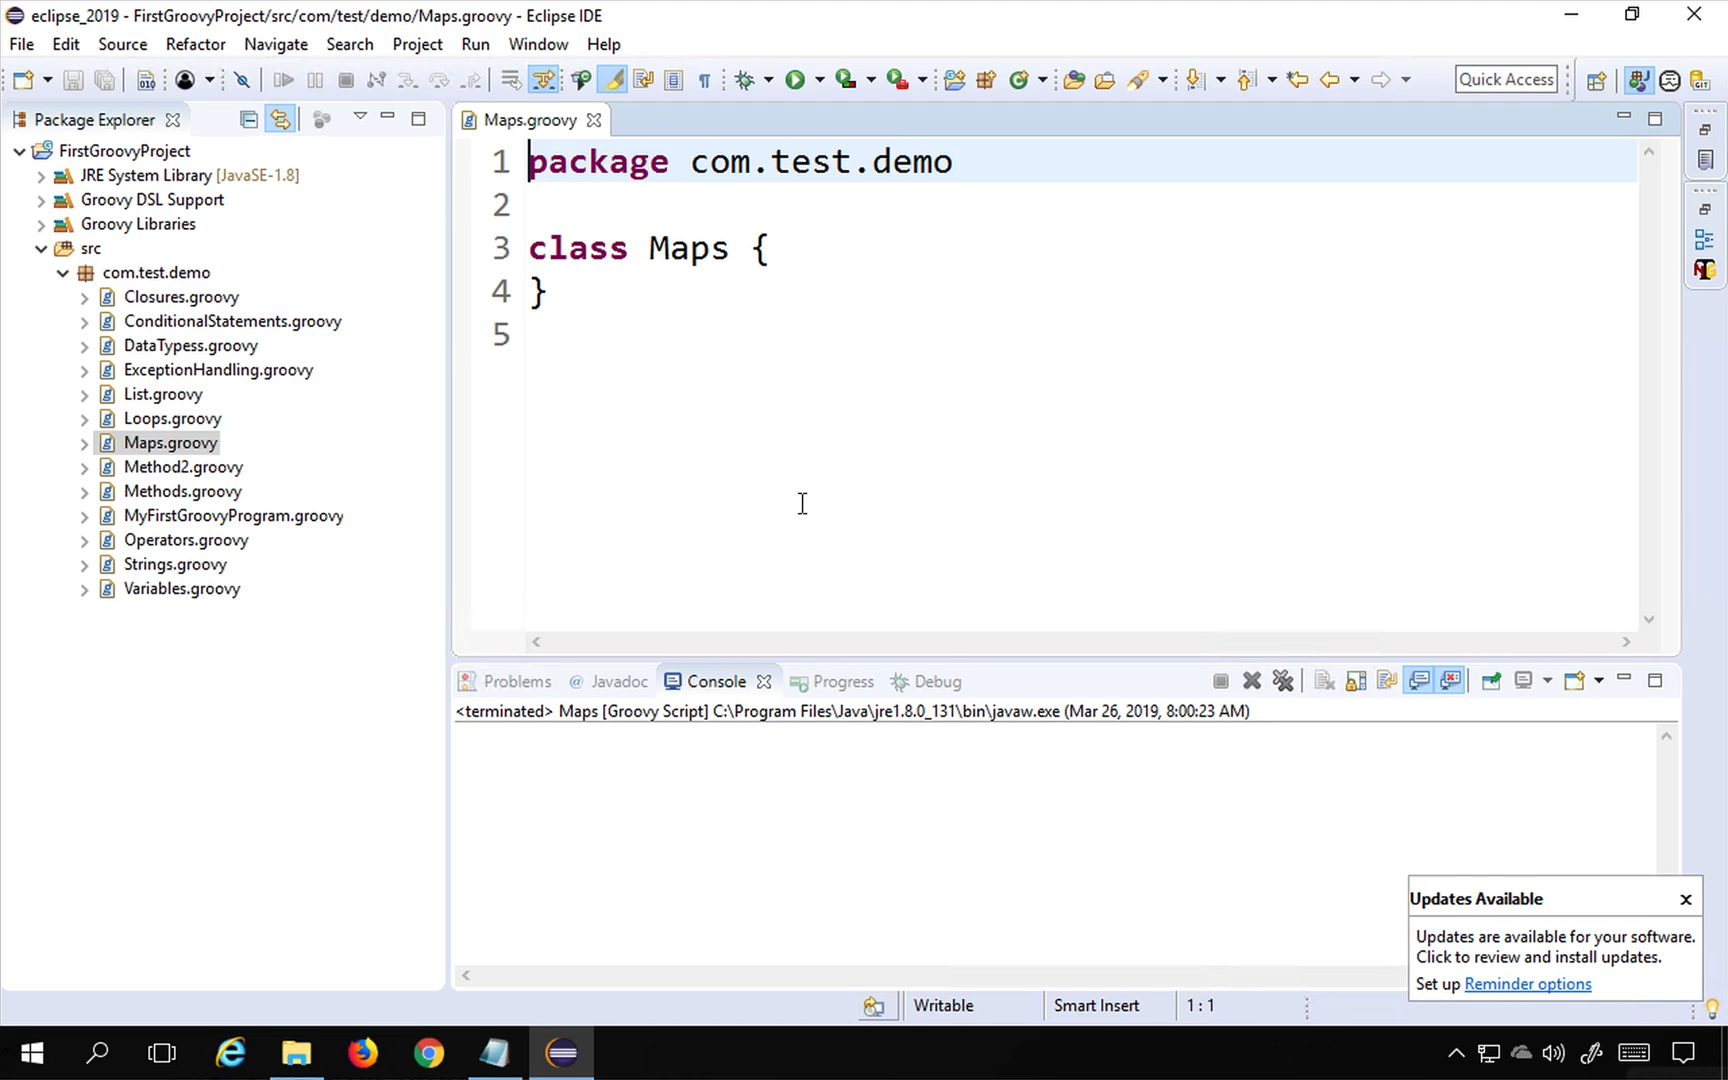 eclipse_2019 - FirstGroovyProject/src/com/test/demo/Maps.groovy - Eclipse IDE
File Edit Source Refactor Navigate Search Project Run Window Help
Quick Access
Package Explorer
FirstGroovyProject
JRE System Library [JavaSE-1.8]
Groovy DSL Support
Groovy Libraries
src
com.test.demo
Closures.groovy
ConditionalStatements.groovy
DataTypess.groovy
ExceptionHandling.groovy
List.groovy
Loops.groovy
Maps.groovy
Method2.groovy
Methods.groovy
MyFirstGroovyProgram.groovy
Operators.groovy
Strings.groovy
Variables.groovy
Maps.groovy
1 package com.test.demo
2
3 class Maps {
4 }
5
Problems @ Javadoc Console Progress Debug
<terminated> Maps [Groovy Script] C:\Program Files\Java\jre1.8.0_131\bin\javaw.exe (Mar 26, 2019, 8:00:23 AM)
Updates Available
Updates are available for your software.
Click to review and install updates.
Set up Reminder options
Writable Smart Insert 1 : 1